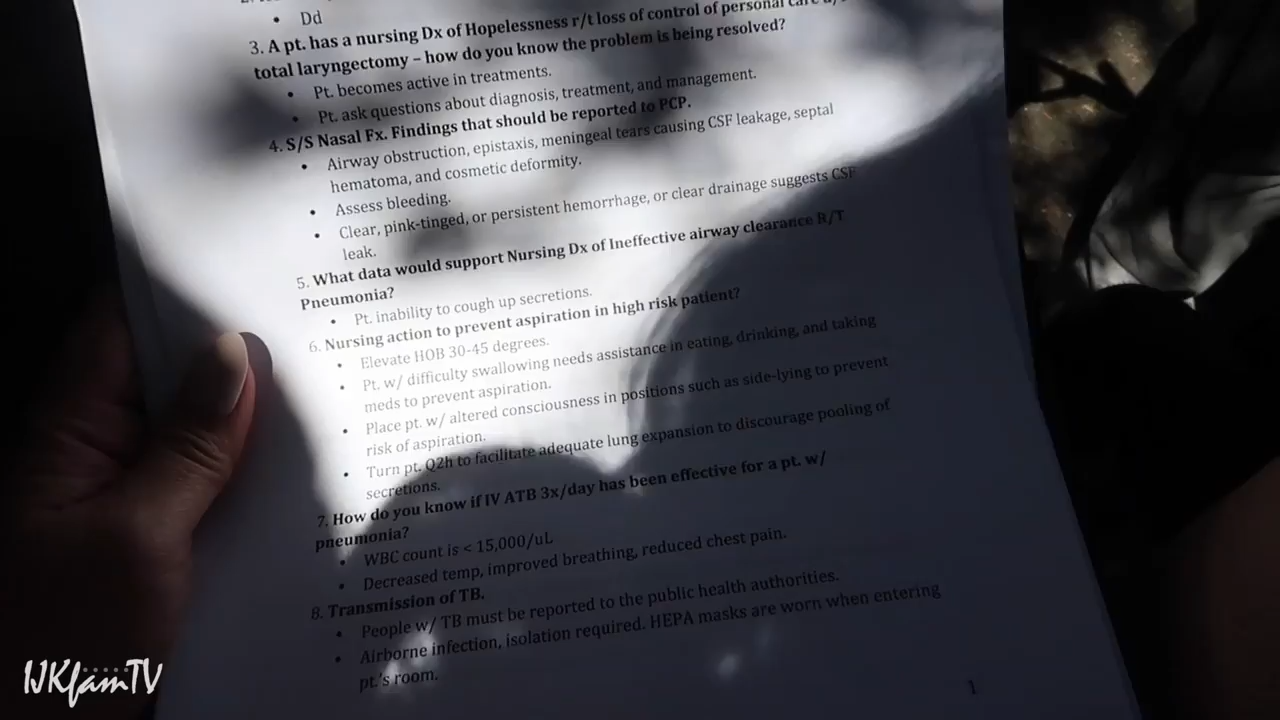 • Dd
3. A pt. has a nursing Dx of Hopelessness r/t loss of control of personal care
total laryngectomy – how do you know the problem is being resolved?
• Pt. becomes active in treatments.
• Pt. ask questions about diagnosis, treatment, and management.
4. S/S Nasal Fx. Findings that should be reported to PCP.
• Airway obstruction, epistaxis, meningeal tears causing CSF leakage, septal
hematoma, and cosmetic deformity.
• Assess bleeding.
• Clear, pink-tinged, or persistent hemorrhage, or clear drainage suggests CSF
leak.
5. What data would support Nursing Dx of Ineffective airway clearance R/T
Pneumonia?
• Pt. inability to cough up secretions.
6. Nursing action to prevent aspiration in high risk patient?
• Elevate HOB 30-45 degrees.
• Pt. w/ difficulty swallowing needs assistance in eating, drinking, and taking
meds to prevent aspiration.
• Place pt. w/ altered consciousness in positions such as side-lying to prevent
risk of aspiration.
• Turn pt. Q2h to facilitate adequate lung expansion to discourage pooling of
secretions.
7. How do you know if IV ATB 3x/day has been effective for a pt. w/
pneumonia?
• WBC count is < 15,000/uL
• Decreased temp, improved breathing, reduced chest pain.
8. Transmission of TB.
• People w/ TB must be reported to the public health authorities.
• Airborne infection, isolation required. HEPA masks are worn when entering
pt.'s room.
1
IJKfamTV